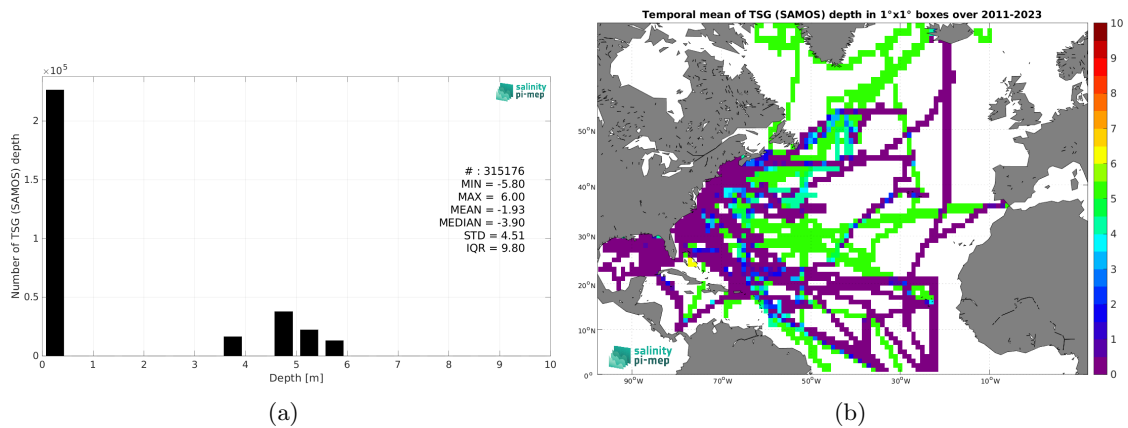 ×10⁵
2
1.5
1
0.5
0
Number of TSG (SAMOS) depth
salinity
pi-mep
# : 315176
MIN = -5.80
MAX = 6.00
MEAN = -1.93
MEDIAN = -3.90
STD = 4.51
IQR = 9.80
0 1 2 3 4 5 6 7 8 9 10
Depth [m]
(a)
Temporal mean of TSG (SAMOS) depth in 1°x1° boxes over 2011-2023
50°N
40°N
30°N
20°N
10°N
0°
90°W 70°W 50°W 30°W 10°W
salinity
pi-mep
10
9
8
7
6
5
4
3
2
1
0
(b)